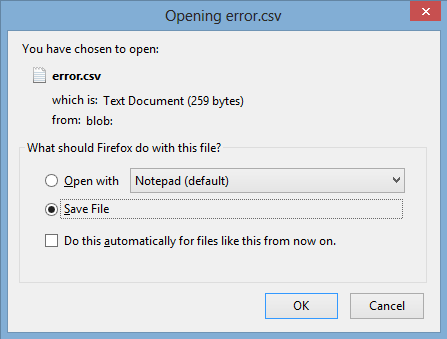 Opening error.csv
You have chosen to open:
error.csv
which is: Text Document (259 bytes)
from: blob:
What should Firefox do with this file?
Open with Notepad (default)
Save File
Do this automatically for files like this from now on.
OK Cancel